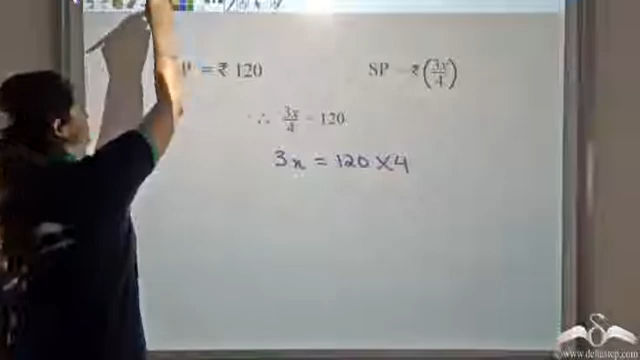 P = ₹ 120
SP = ₹ (3x/4)
∴ 3x/4 = 120
3x = 120 × 4
www.deltastep.com